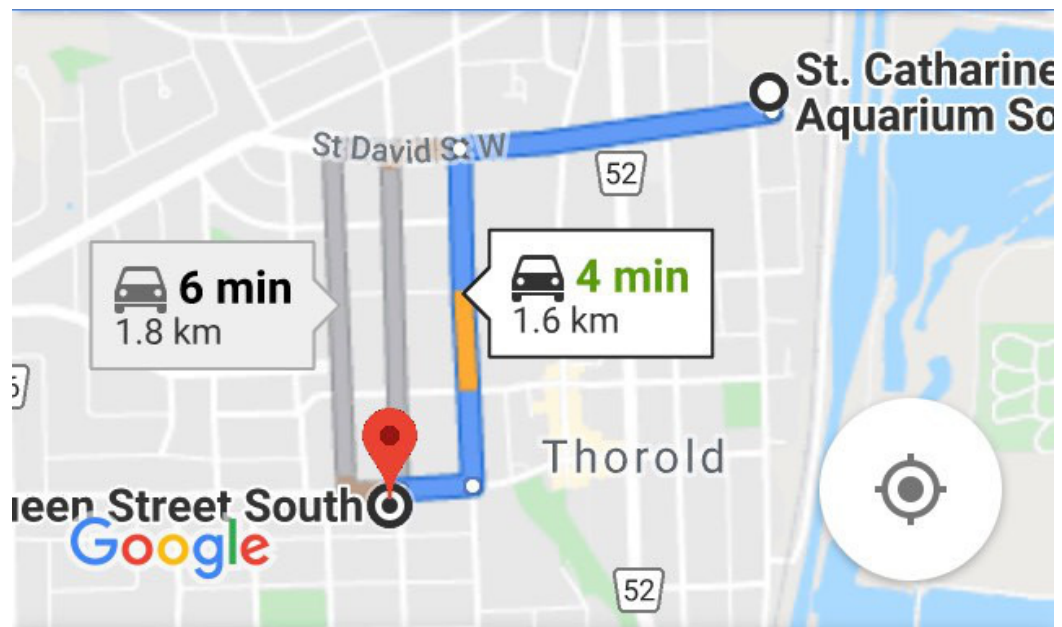 St. Catharine
Aquarium So
St David St W
52
6 min
1.8 km
4 min
1.6 km
Thorold
ueen Street South
Google
52